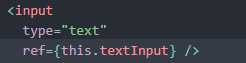 <input
type="text"
ref={this.textInput} />